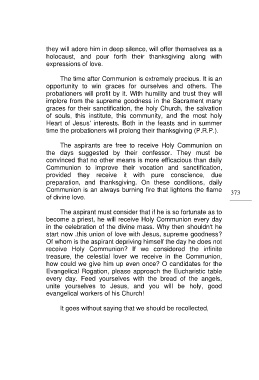 they will adore him in deep silence, will offer themselves as a
holocaust, and pour forth their thanksgiving along with
expressions of love.
The time after Communion is extremely precious. It is an
opportunity to win graces for ourselves and others. The
probationers will profit by it. With humility and trust they will
implore from the supreme goodness in the Sacrament many
graces for their sanctification, the holy Church, the salvation
of souls, this institute, this community, and the most holy
Heart of Jesus' interests. Both in the feasts and in summer
time the probationers will prolong their thanksgiving (P.R.P.).
The aspirants are free to receive Holy Communion on
the days suggested by their confessor. They must be
convinced that no other means is more efficacious than daily
Communion to improve their vocation and sanctification,
provided they receive it with pure conscience, due
preparation, and thanksgiving. On these conditions, daily
Communion is an always burning fire that lightens the flame
of divine love.
373
The aspirant must consider that if he is so fortunate as to
become a priest, he will receive Holy Communion every day
in the celebration of the divine mass. Why then shouldn't he
start now .this union of love with Jesus, supreme goodness?
Of whom is the aspirant depriving himself the day he does not
receive Holy Communion? If we considered the infinite
treasure, the celestial lover we receive in the Communion,
how could we give him up even once? O candidates for the
Evangelical Rogation, please approach the Eucharistic table
every day. Feed yourselves with the bread of the angels,
unite yourselves to Jesus, and you will be holy, good
evangelical workers of his Church!
It goes without saying that we should be recollected,